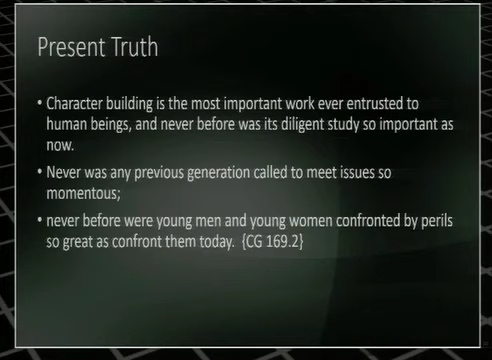 Present Truth
• Character building is the most important work ever entrusted to
human beings, and never before was its diligent study so important as
now.
• Never was any previous generation called to meet issues so
momentous;
• never before were young men and young women confronted by perils
so great as confront them today. {CG 169.2}